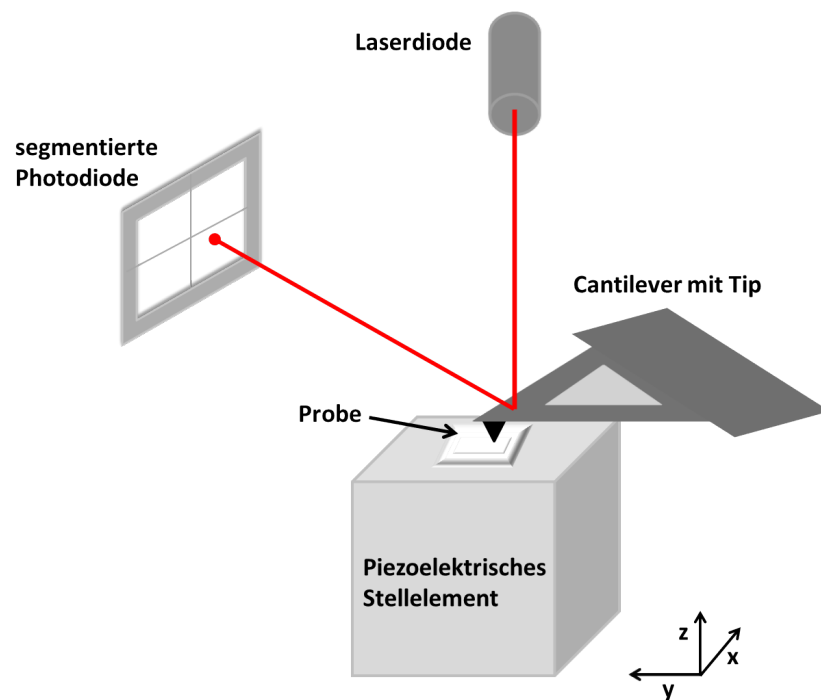 Laserdiode
segmentierte
Photodiode
Cantilever mit Tip
Probe
Piezoelektrisches
Stellelement
z
x
y